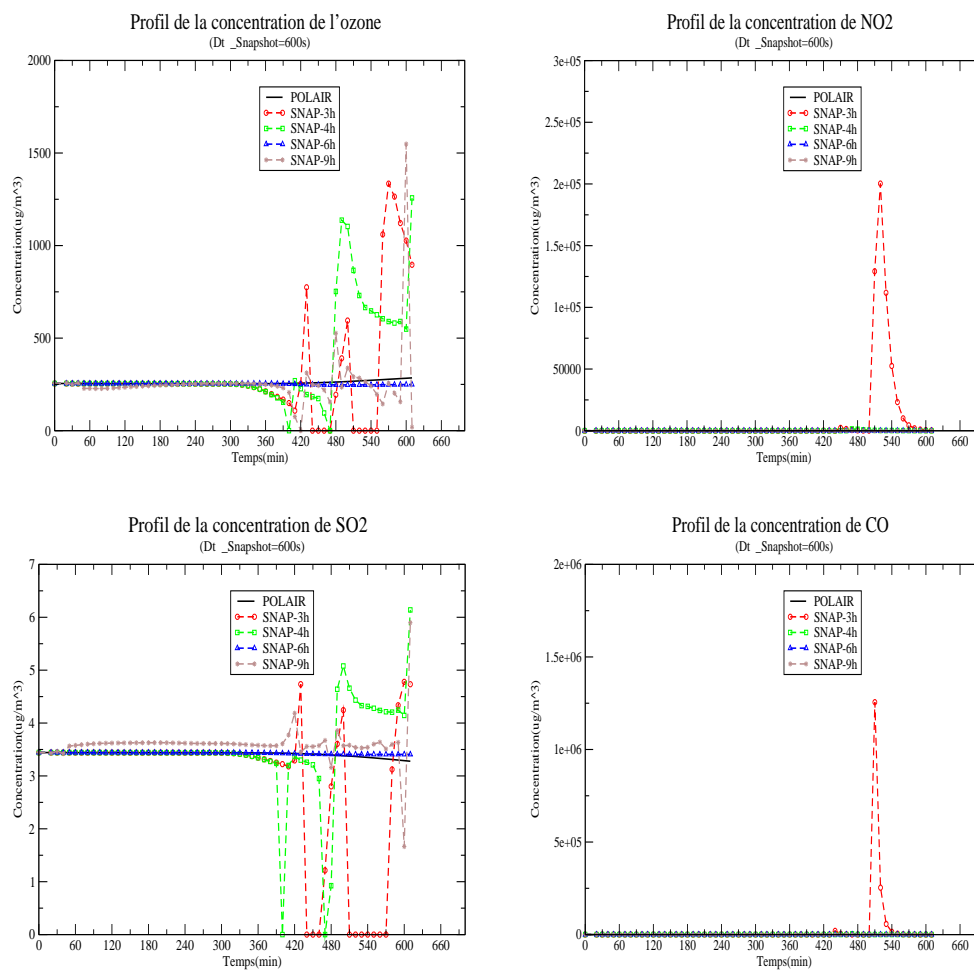 Profil de la concentration de l'ozone
(Dt _Snapshot=600s)
2000
1500
1000
500
0
Concentration(ug/m^3)
POLAIR
SNAP-3h
SNAP-4h
SNAP-6h
SNAP-9h
0 60 120 180 240 300 360 420 480 540 600
Temps(min)
Profil de la concentration de NO2
(Dt _Snapshot=600s)
3e+05
2.5e+05
2e+05
1.5e+05
1e+05
50000
0
Concentration(ug/m^3)
POLAIR
SNAP-3h
SNAP-4h
SNAP-6h
SNAP-9h
0 60 120 180 240 300 360 420 480 540 600 660
Temps(min)
Profil de la concentration de SO2
(Dt _Snapshot=600s)
7
6
5
4
3
2
1
0
Concentration(ug/m^3)
POLAIR
SNAP-3h
SNAP-4h
SNAP-6h
SNAP-9h
0 60 120 180 240 300 360 420 480 540 600
Temps(min)
Profil de la concentration de CO
(Dt _Snapshot=600s)
2e+06
1.5e+06
1e+06
5e+05
0
Concentration(ug/m^3)
POLAIR
SNAP-3h
SNAP-4h
SNAP-6h
SNAP-9h
0 60 120 180 240 300 360 420 480 540 600 660
Temps(min)